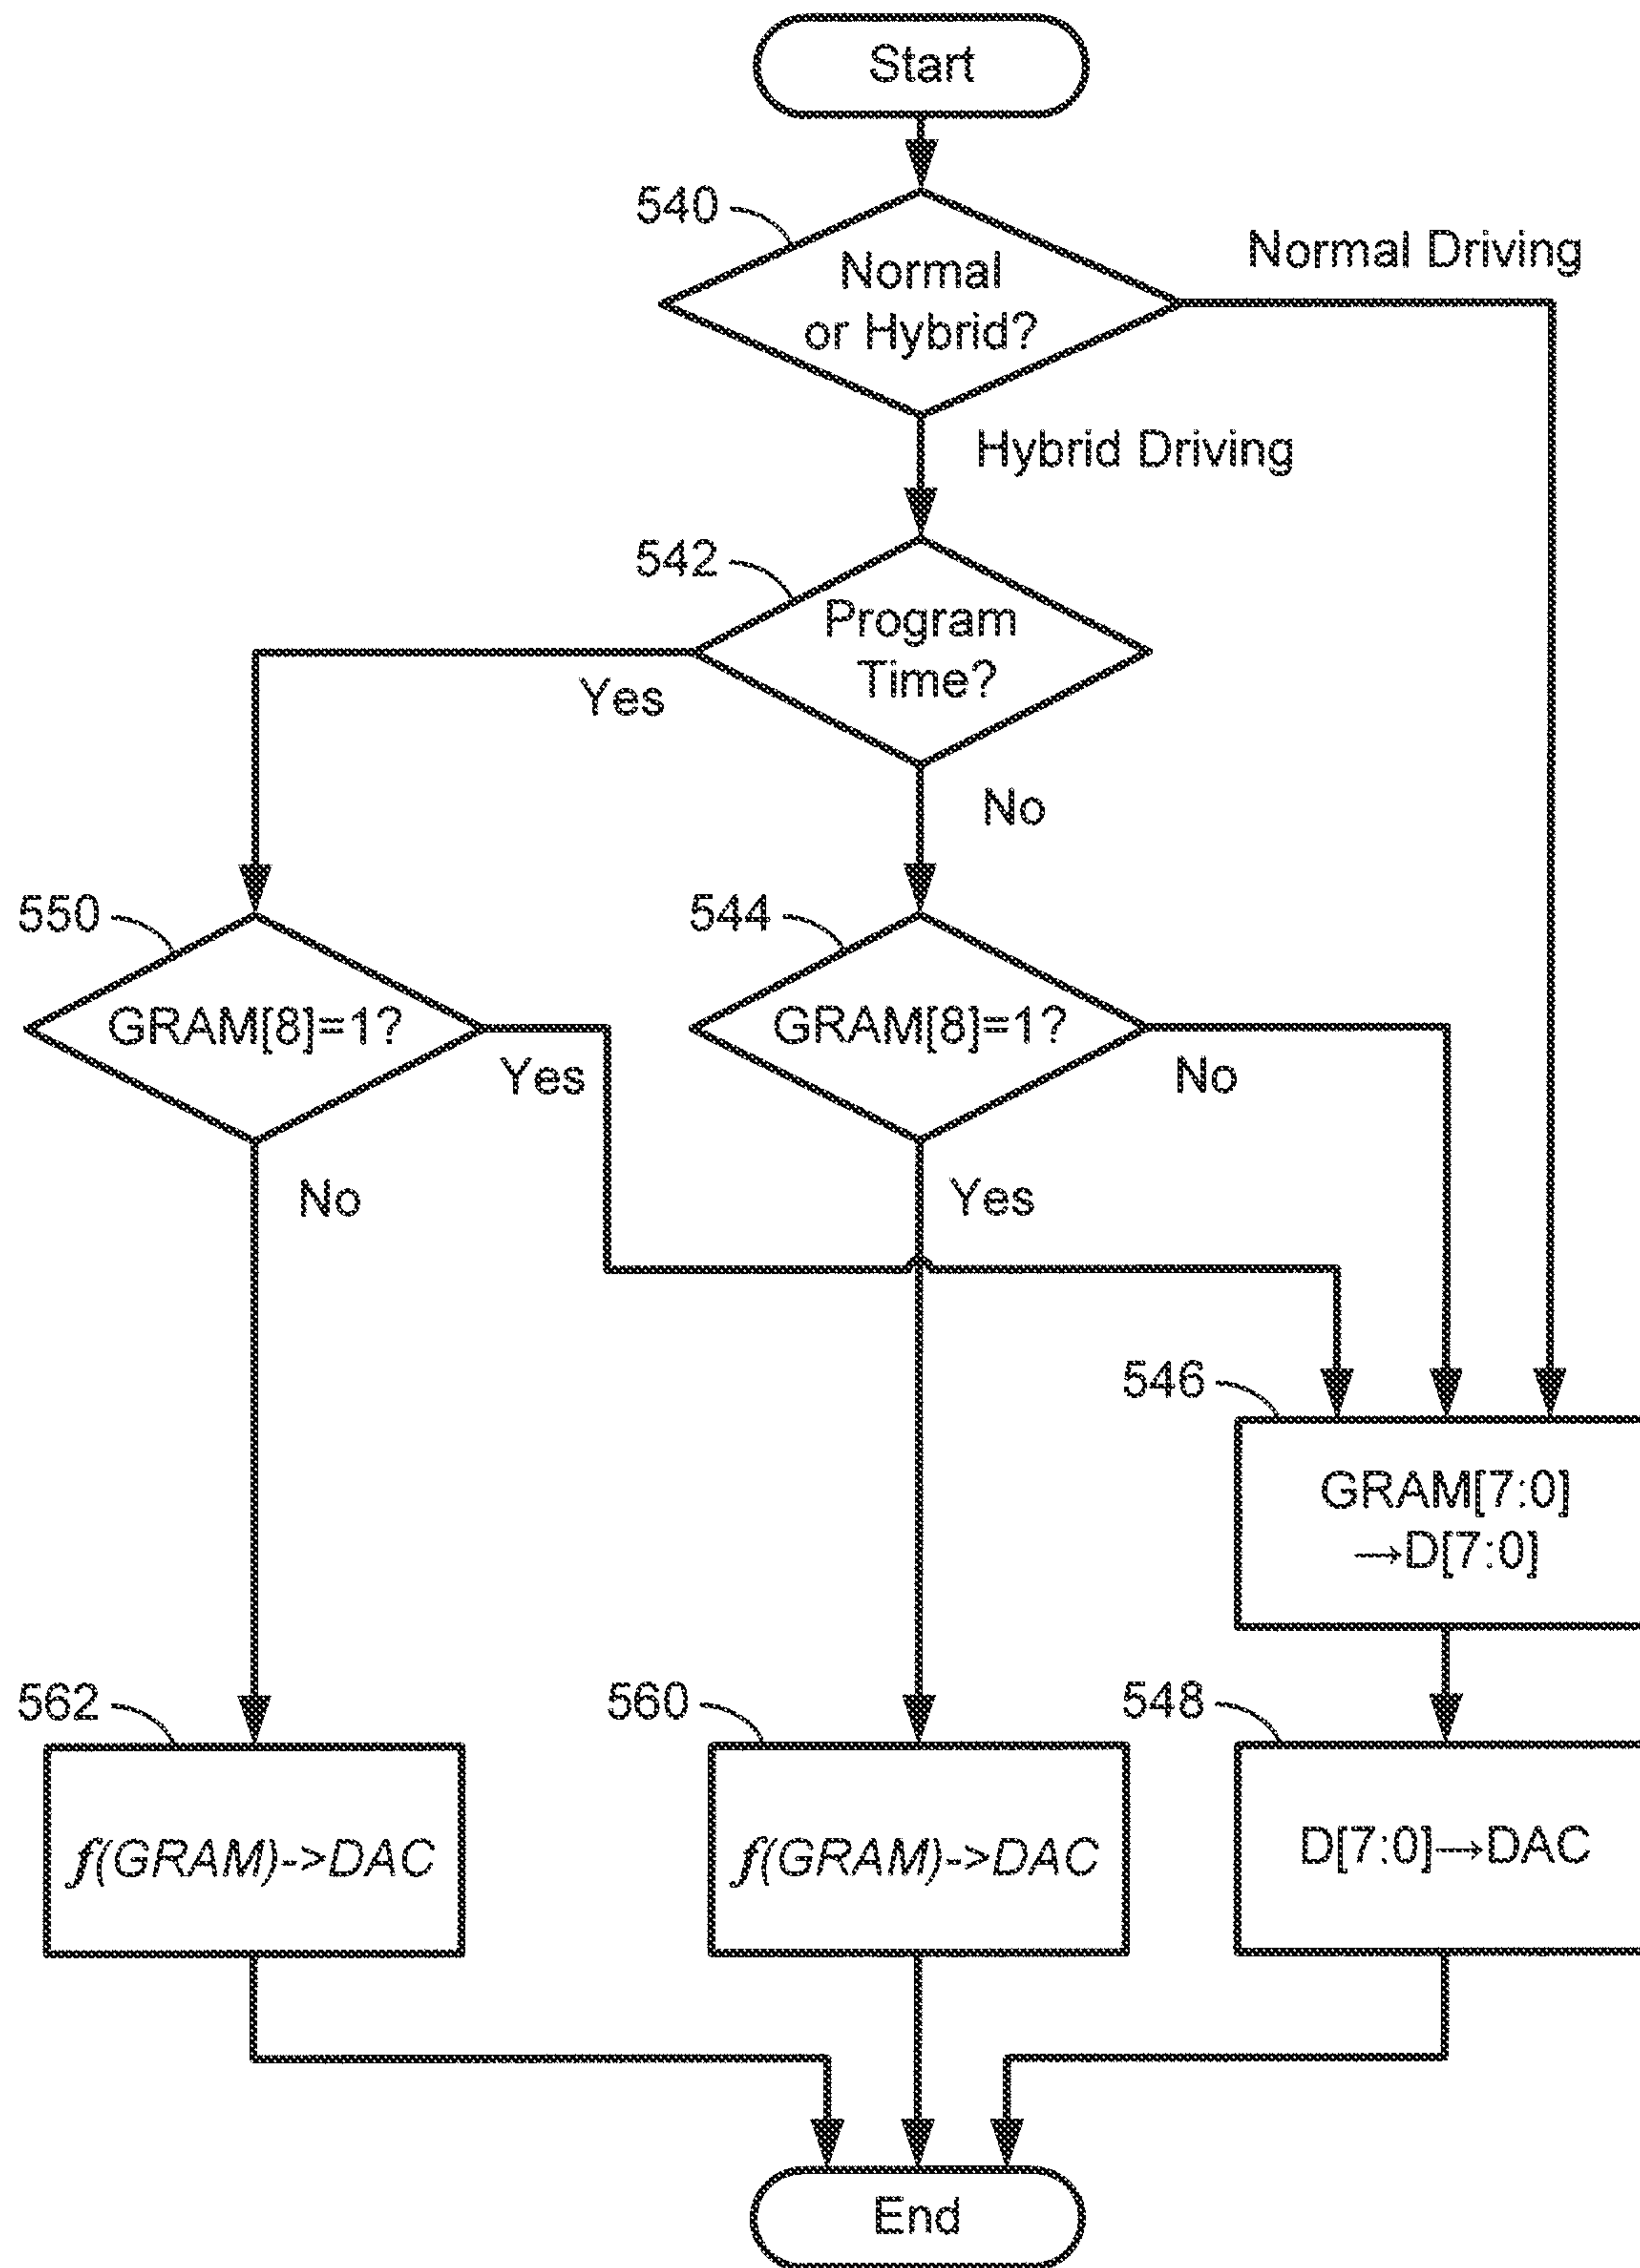 Start
540
Normal
or Hybrid?
Normal Driving
Hybrid Driving
542
Program
Time?
Yes
No
550
GRAM[8]=1?
Yes
No
544
GRAM[8]=1?
No
Yes
546
GRAM[7:0]
→D[7:0]
562
f(GRAM)->DAC
560
f(GRAM)->DAC
548
D[7:0]→DAC
End